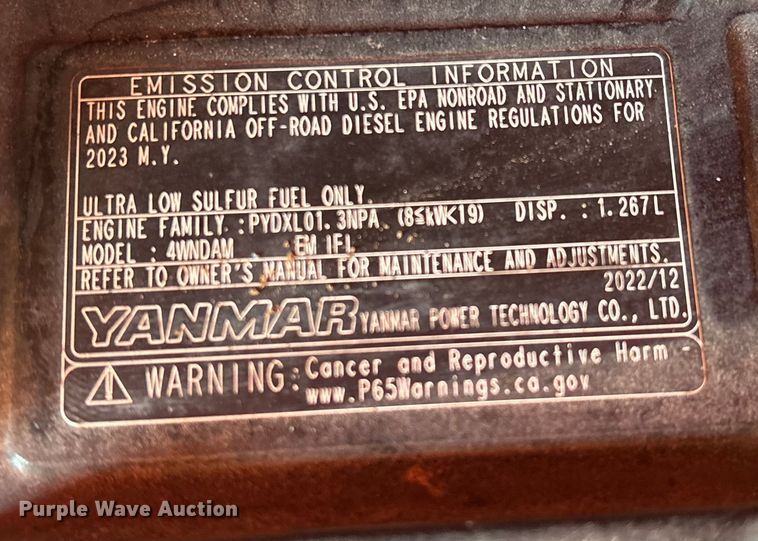 EMISSION CONTROL INFORMATION
THIS ENGINE COMPLIES WITH U.S. EPA NONROAD AND STATIONARY
AND CALIFORNIA OFF-ROAD DIESEL ENGINE REGULATIONS FOR
2023 M.Y.
ULTRA LOW SULFUR FUEL ONLY.
ENGINE FAMILY :PYDXL01.3NPA (8≤kW<19) DISP. : 1.267L
MODEL : 4WNDAM EM IFI
REFER TO OWNER'S MANUAL FOR MAINTENANCE AND ADJUSTMENTS.
2022/12
YANMAR YANMAR POWER TECHNOLOGY CO., LTD.
WARNING: Cancer and Reproductive Harm -
www.P65Warnings.ca.gov
Purple Wave Auction